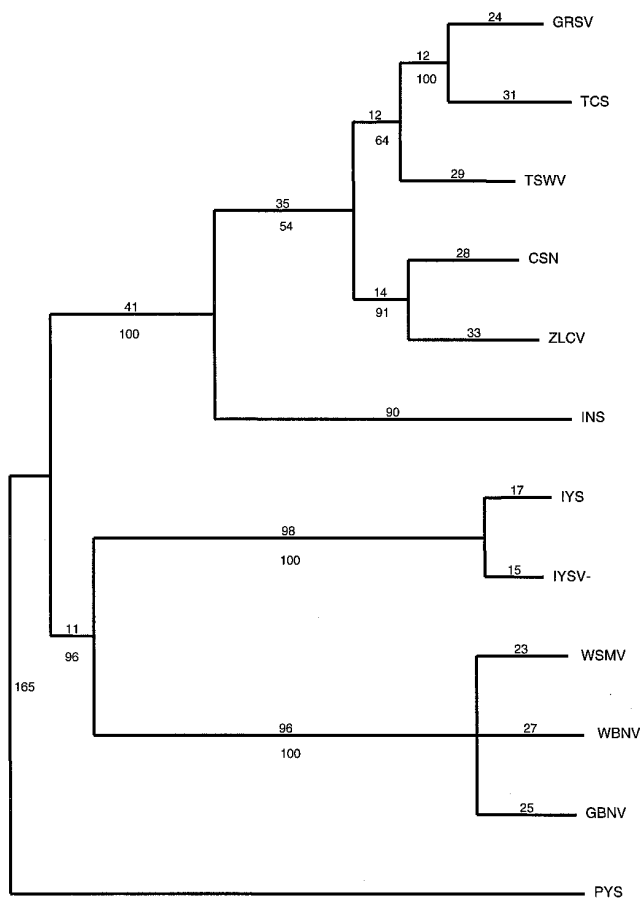 24
GRSV
12
100
31
TCS
12
64
29
TSWV
35
54
28
CSN
14
91
33
ZLCV
41
100
90
INS
17
IYS
98
100
15
IYSV-
11
96
23
WSMV
165
96
100
27
WBNV
25
GBNV
PYS